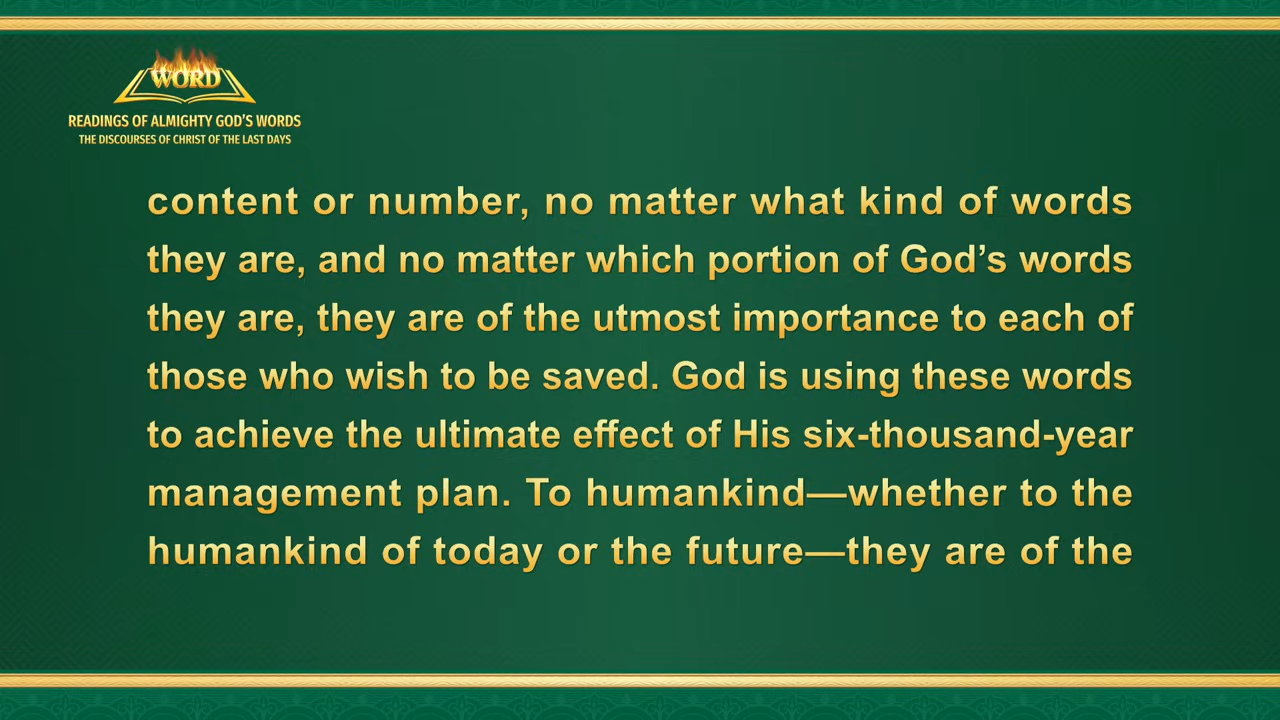 WORD
READINGS OF ALMIGHTY GOD'S WORDS
THE DISCOURSES OF CHRIST OF THE LAST DAYS
content or number, no matter what kind of words
they are, and no matter which portion of God’s words
they are, they are of the utmost importance to each of
those who wish to be saved. God is using these words
to achieve the ultimate effect of His six-thousand-year
management plan. To humankind—whether to the
humankind of today or the future—they are of the